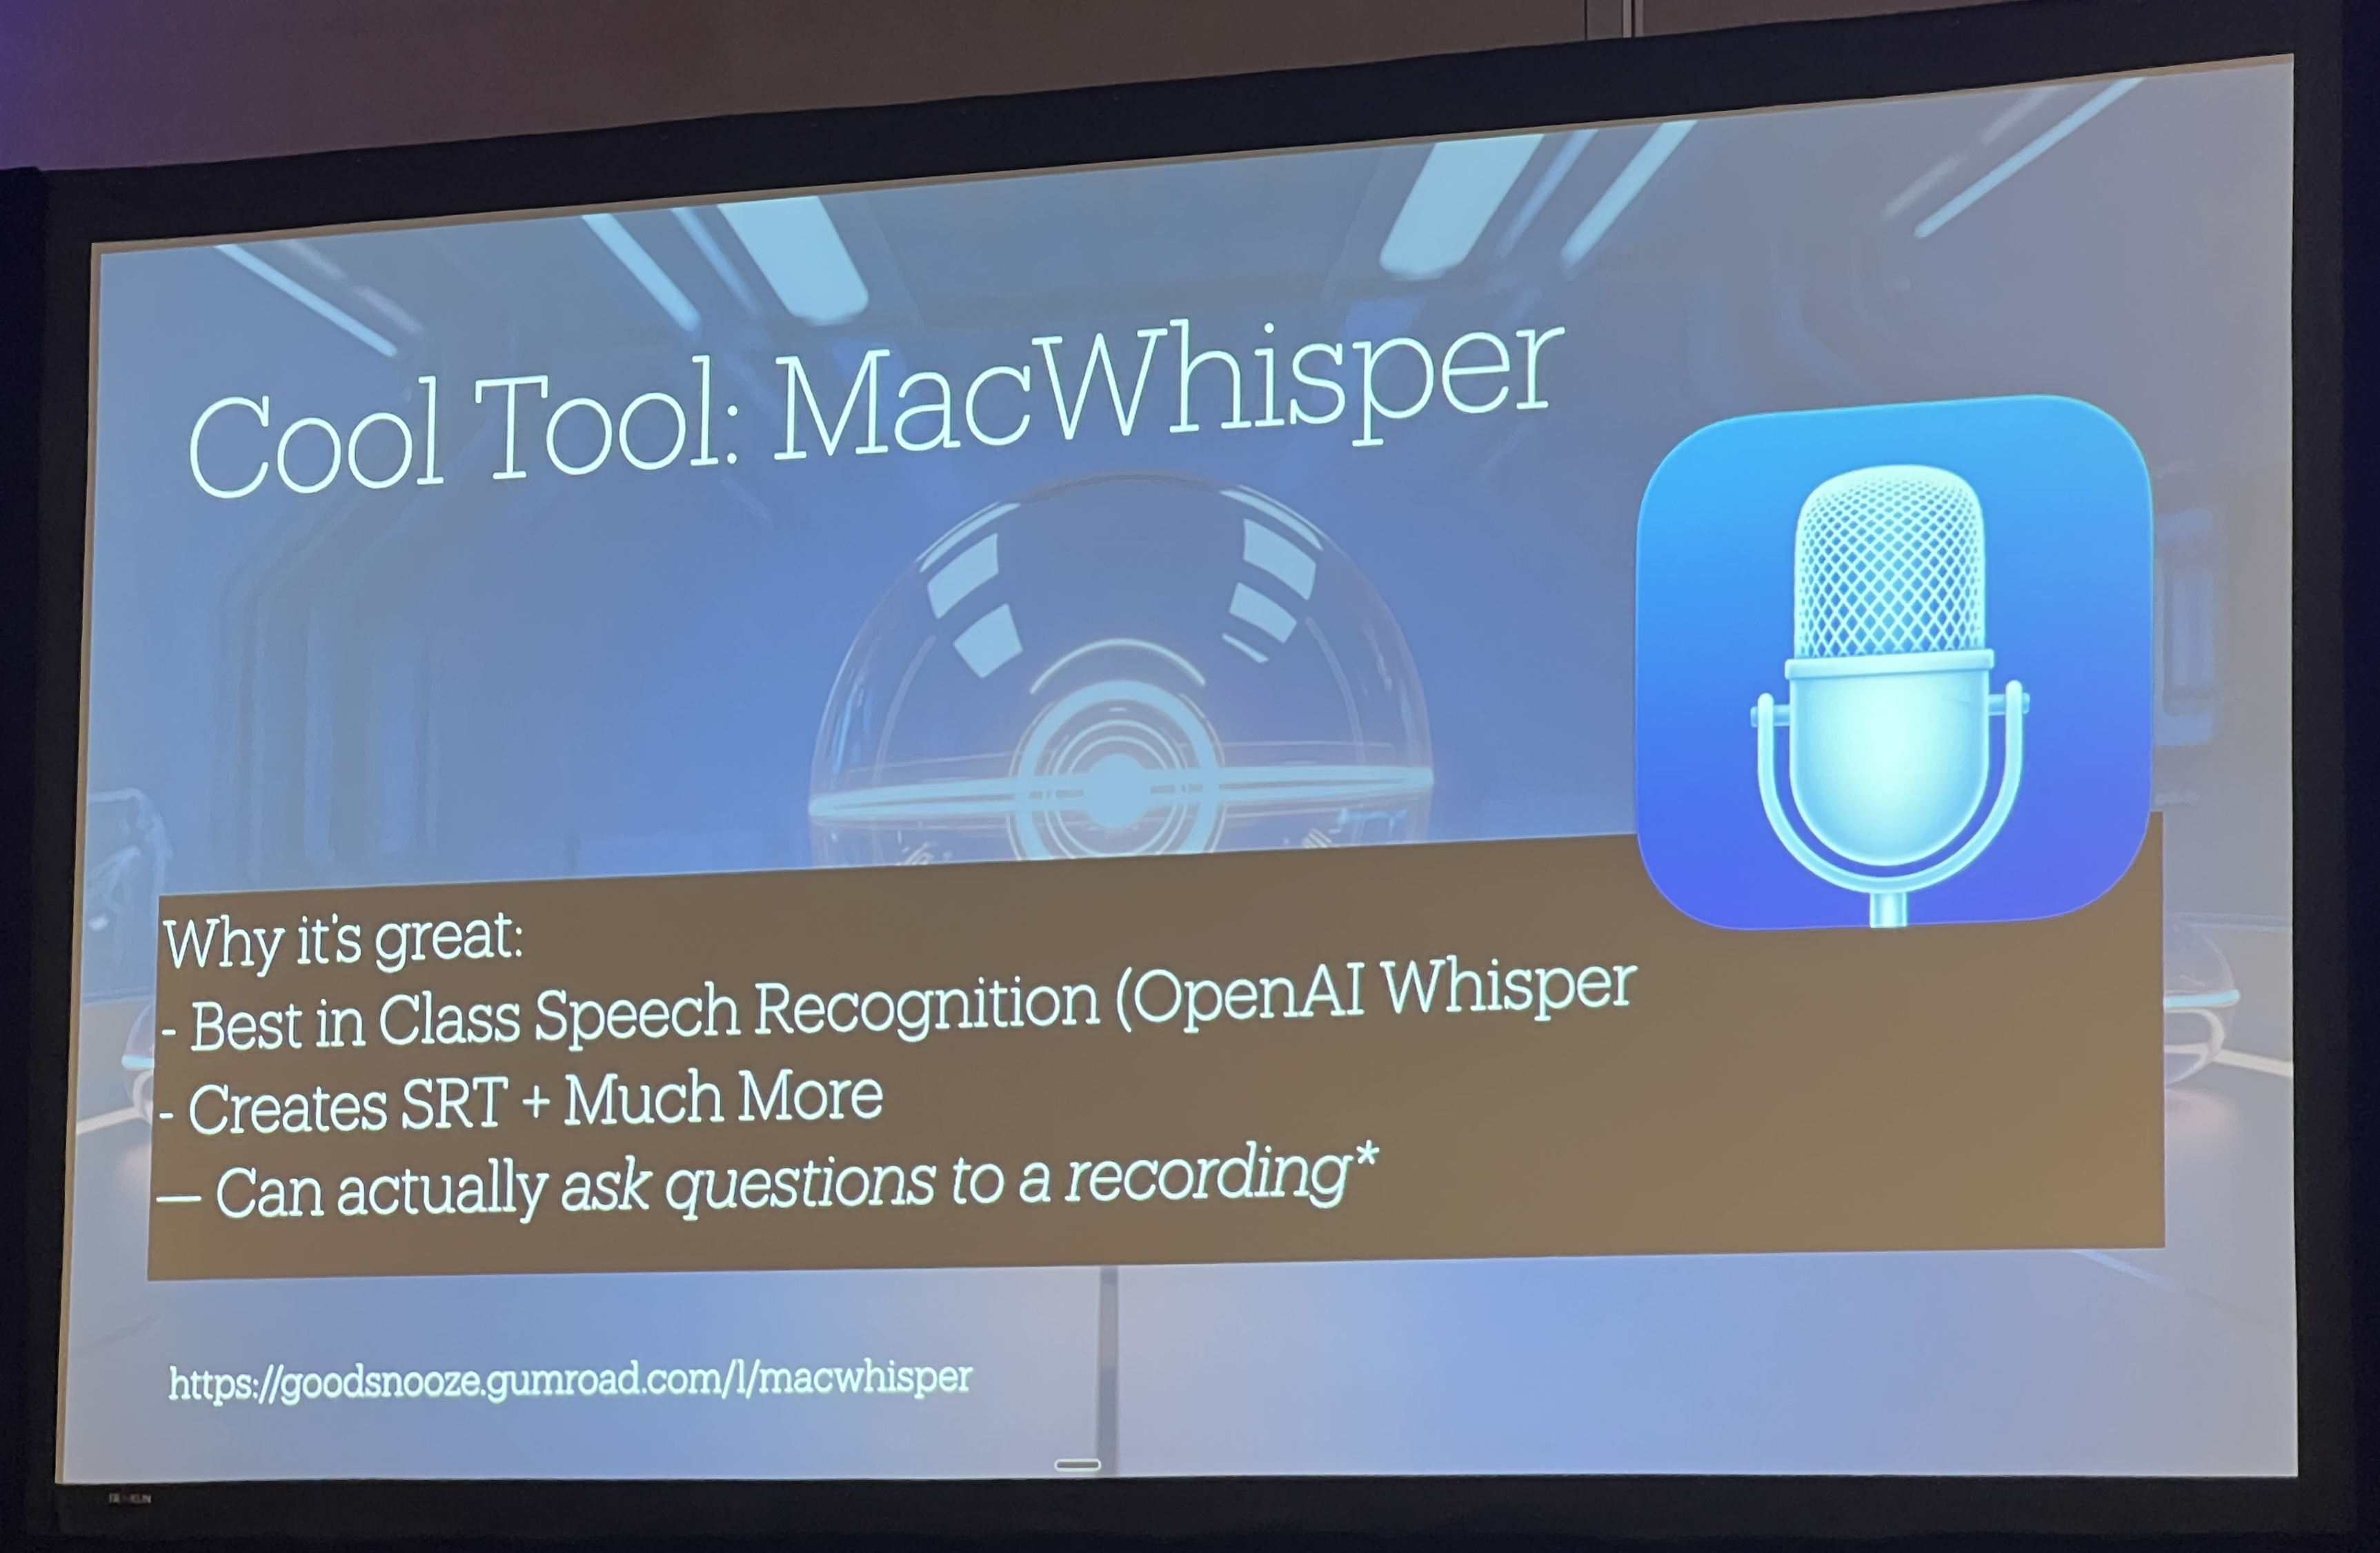 Cool Tool: MacWhisper
Why it's great:
- Best in Class Speech Recognition (OpenAI Whisper
- Creates SRT + Much More
— Can actually ask questions to a recording*
https://goodsnooze.gumroad.com/l/macwhisper